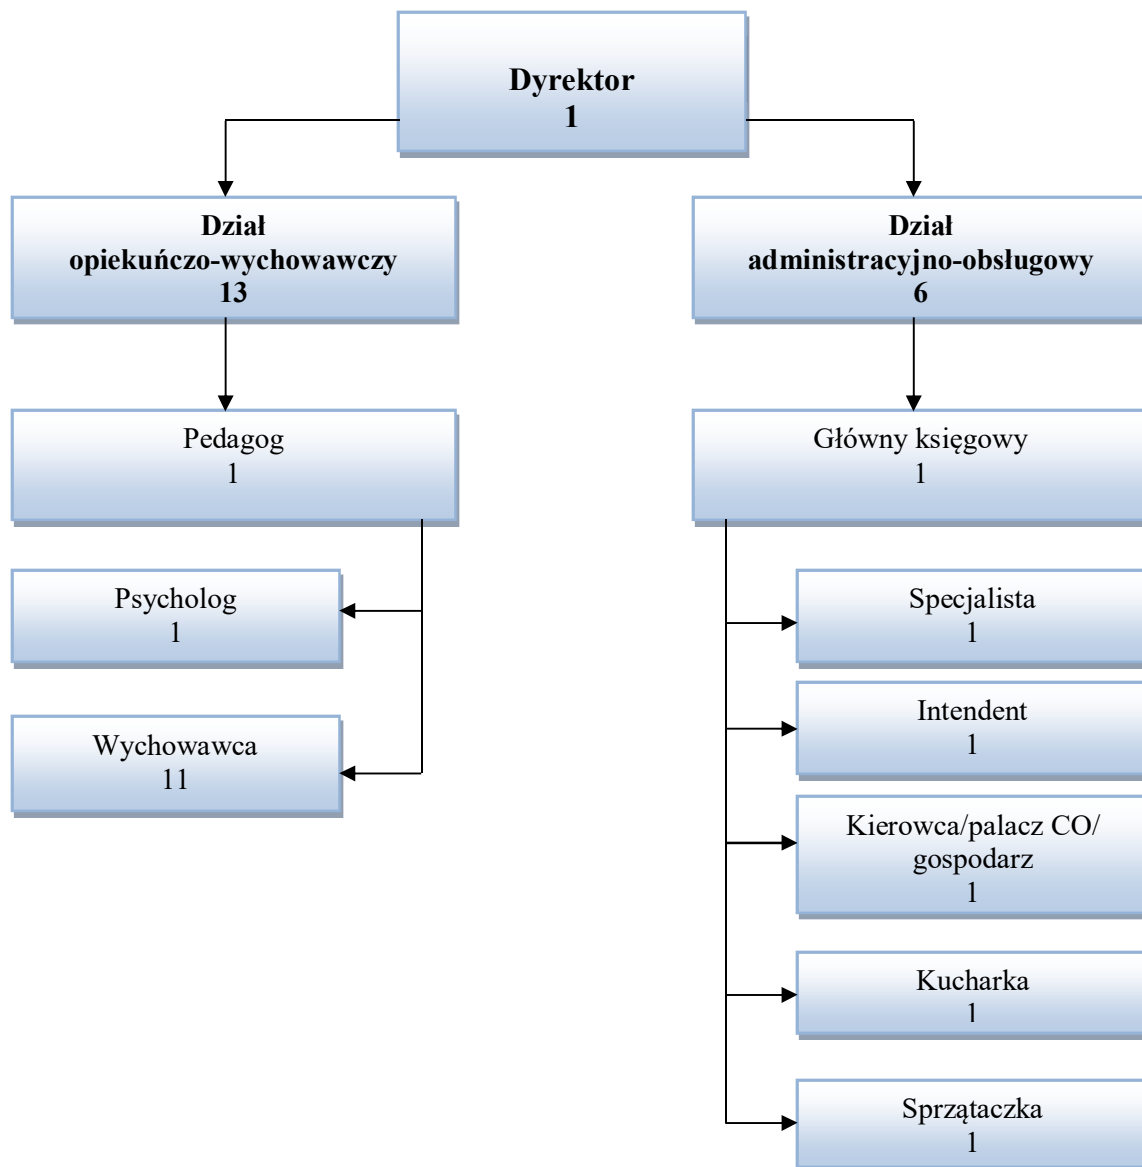 Dyrektor
1
Dział
opiekuńczo-wychowawczy
13
Dział
administracyjno-obsługowy
6
Pedagog
1
Główny księgowy
1
Psycholog
1
Wychowawca
11
Specjalista
1
Intendent
1
Kierowca/palacz CO/
gospodarz
1
Kucharka
1
Sprzątaczka
1